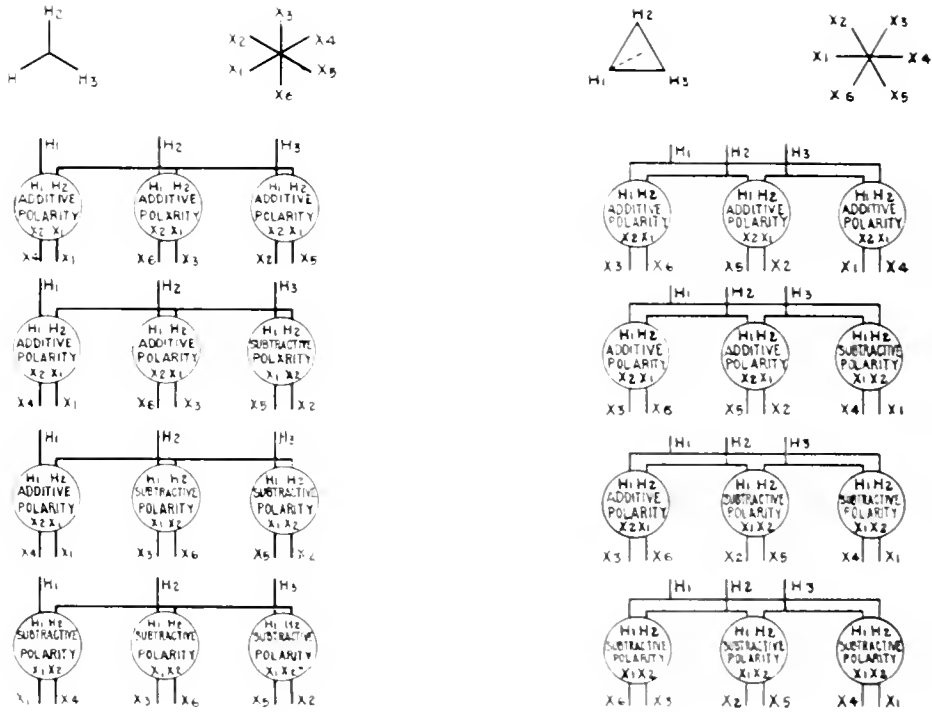 H2
H H3
X3
X2 X4
X1 X5
X6
H2
H1 H3
X2 X3
X1 X4
X6 X5
H1 H2 H3
H1 H2 H1 H2 H1 H2
ADDITIVE ADDITIVE ADDITIVE
POLARITY POLARITY POLARITY
X2 X1 X2 X1 X2 X1
X4 X1 X6 X3 X2 X5
H1 H2 H3
H1 H2 H1 H2 H1 H2
ADDITIVE ADDITIVE ADDITIVE
POLARITY POLARITY POLARITY
X2 X1 X2 X1 X2 X1
X3 X6 X5 X2 X1 X4
H1 H2 H3
H1 H2 H1 H2 H1 H2
ADDITIVE ADDITIVE SUBTRACTIVE
POLARITY POLARITY POLARITY
X2 X1 X2 X1 X1 X2
X4 X1 X6 X3 X5 X2
H1 H2 H3
H1 H2 H1 H2 H1 H2
ADDITIVE ADDITIVE SUBTRACTIVE
POLARITY POLARITY POLARITY
X2 X1 X2 X1 X1 X2
X3 X6 X5 X2 X4 X1
H1 H2 H3
H1 H2 H1 H2 H1 H2
ADDITIVE SUBTRACTIVE SUBTRACTIVE
POLARITY POLARITY POLARITY
X2 X1 X1 X2 X1 X2
X4 X1 X3 X6 X5 X2
H1 H2 H3
H1 H2 H1 H2 H1 H2
ADDITIVE SUBTRACTIVE SUBTRACTIVE
POLARITY POLARITY POLARITY
X2 X1 X1 X2 X1 X2
X3 X6 X2 X5 X4 X1
H1 H2 H3
H1 H2 H1 H2 H1 H2
SUBTRACTIVE SUBTRACTIVE SUBTRACTIVE
POLARITY POLARITY POLARITY
X1 X2 X1 X2 X1 X2
X1 X4 X3 X6 X5 X2
H1 H2 H3
H1 H2 H1 H2 H1 H2
SUBTRACTIVE SUBTRACTIVE SUBTRACTIVE
POLARITY POLARITY POLARITY
X1 X2 X1 X2 X1 X2
X6 X3 X2 X5 X4 X1